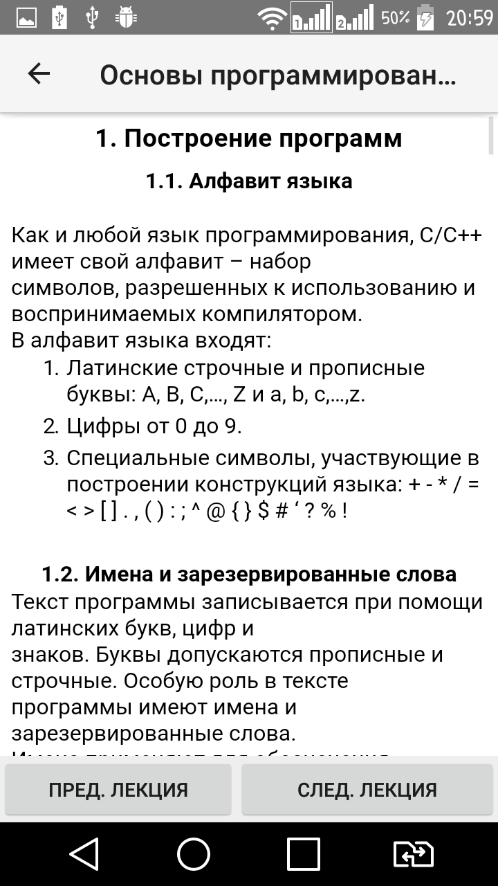 1 2 50% 20:59
Основы программирован...
1. Построение программ
1.1. Алфавит языка
Как и любой язык программирования, С/С++
имеет свой алфавит – набор
символов, разрешенных к использованию и
воспринимаемых компилятором.
В алфавит языка входят:
1. Латинские строчные и прописные
буквы: A, B, C,..., Z и a, b, c,...,z.
2. Цифры от 0 до 9.
3. Специальные символы, участвующие в
построении конструкций языка: + - * / =
< > [ ] . , ( ) : ; ^ @ { } $ # ‘ ? % !
1.2. Имена и зарезервированные слова
Текст программы записывается при помощи
латинских букв, цифр и
знаков. Буквы допускаются прописные и
строчные. Особую роль в тексте
программы имеют имена и
зарезервированные слова.
ПРЕД. ЛЕКЦИЯ СЛЕД. ЛЕКЦИЯ